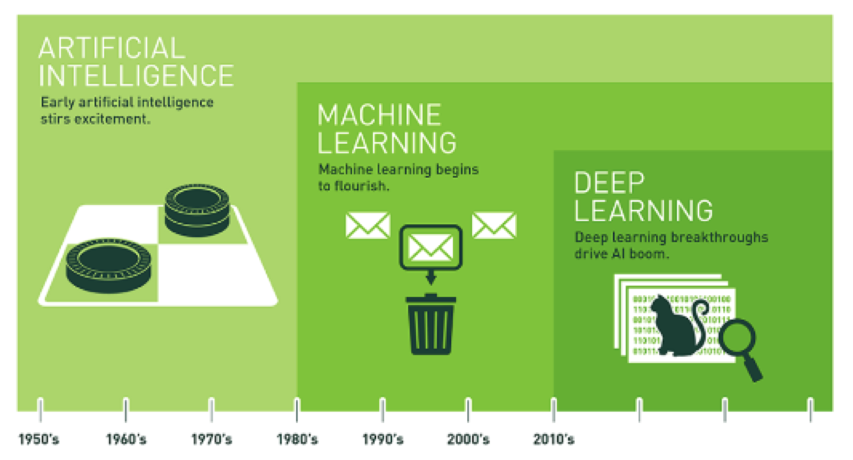 ARTIFICIAL
INTELLIGENCE
Early artificial intelligence
stirs excitement.
MACHINE
LEARNING
Machine learning begins
to flourish.
DEEP
LEARNING
Deep learning breakthroughs
drive AI boom.
1950's 1960's 1970's 1980's 1990's 2000's 2010's